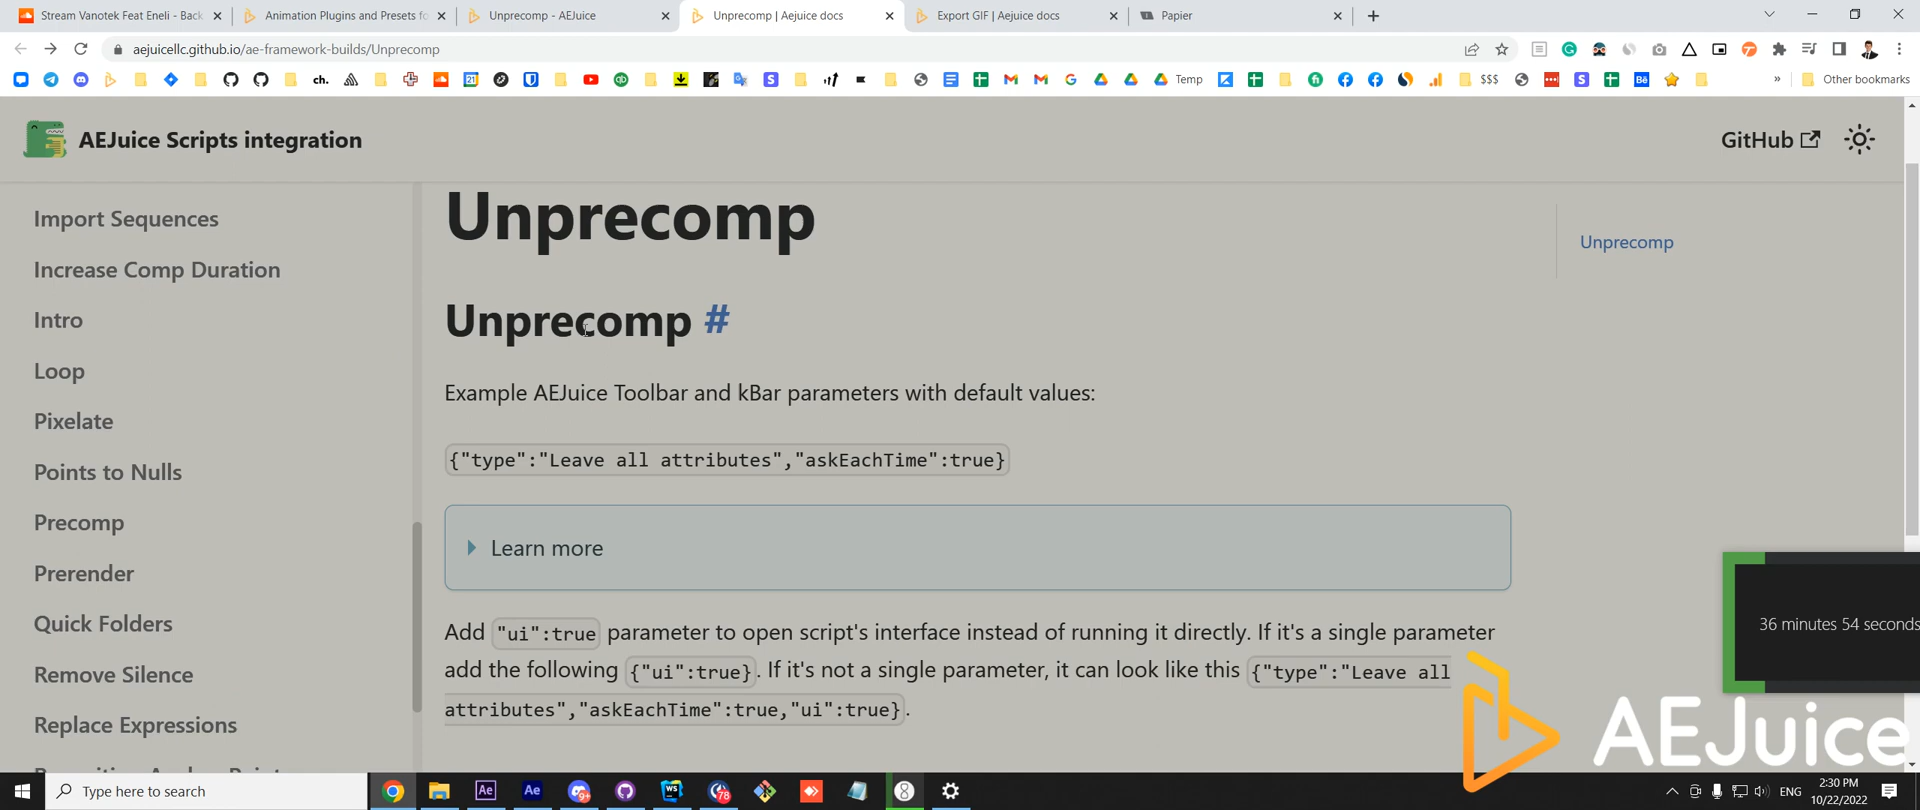 Stream Vanotek Feat Eneli - Back
Animation Plugins and Presets fo
Unprecomp - AEJuice
Unprecomp | Aejuice docs
Export GIF | Aejuice docs
Papier
aejuicellc.github.io/ae-framework-builds/Unprecomp
ch.
Temp
$$$
Other bookmarks
AEJuice Scripts integration
GitHub
Import Sequences
Increase Comp Duration
Intro
Loop
Pixelate
Points to Nulls
Precomp
Prerender
Quick Folders
Remove Silence
Replace Expressions
Unprecomp
Unprecomp #
Example AEJuice Toolbar and kBar parameters with default values:
{"type":"Leave all attributes","askEachTime":true}
Learn more
Add "ui":true parameter to open script's interface instead of running it directly. If it's a single parameter
add the following {"ui":true}. If it's not a single parameter, it can look like this {"type":"Leave all
attributes","askEachTime":true,"ui":true}.
Unprecomp
36 minutes 54 seconds
AEJuice
Type here to search
ENG
2:30 PM
10/22/2022